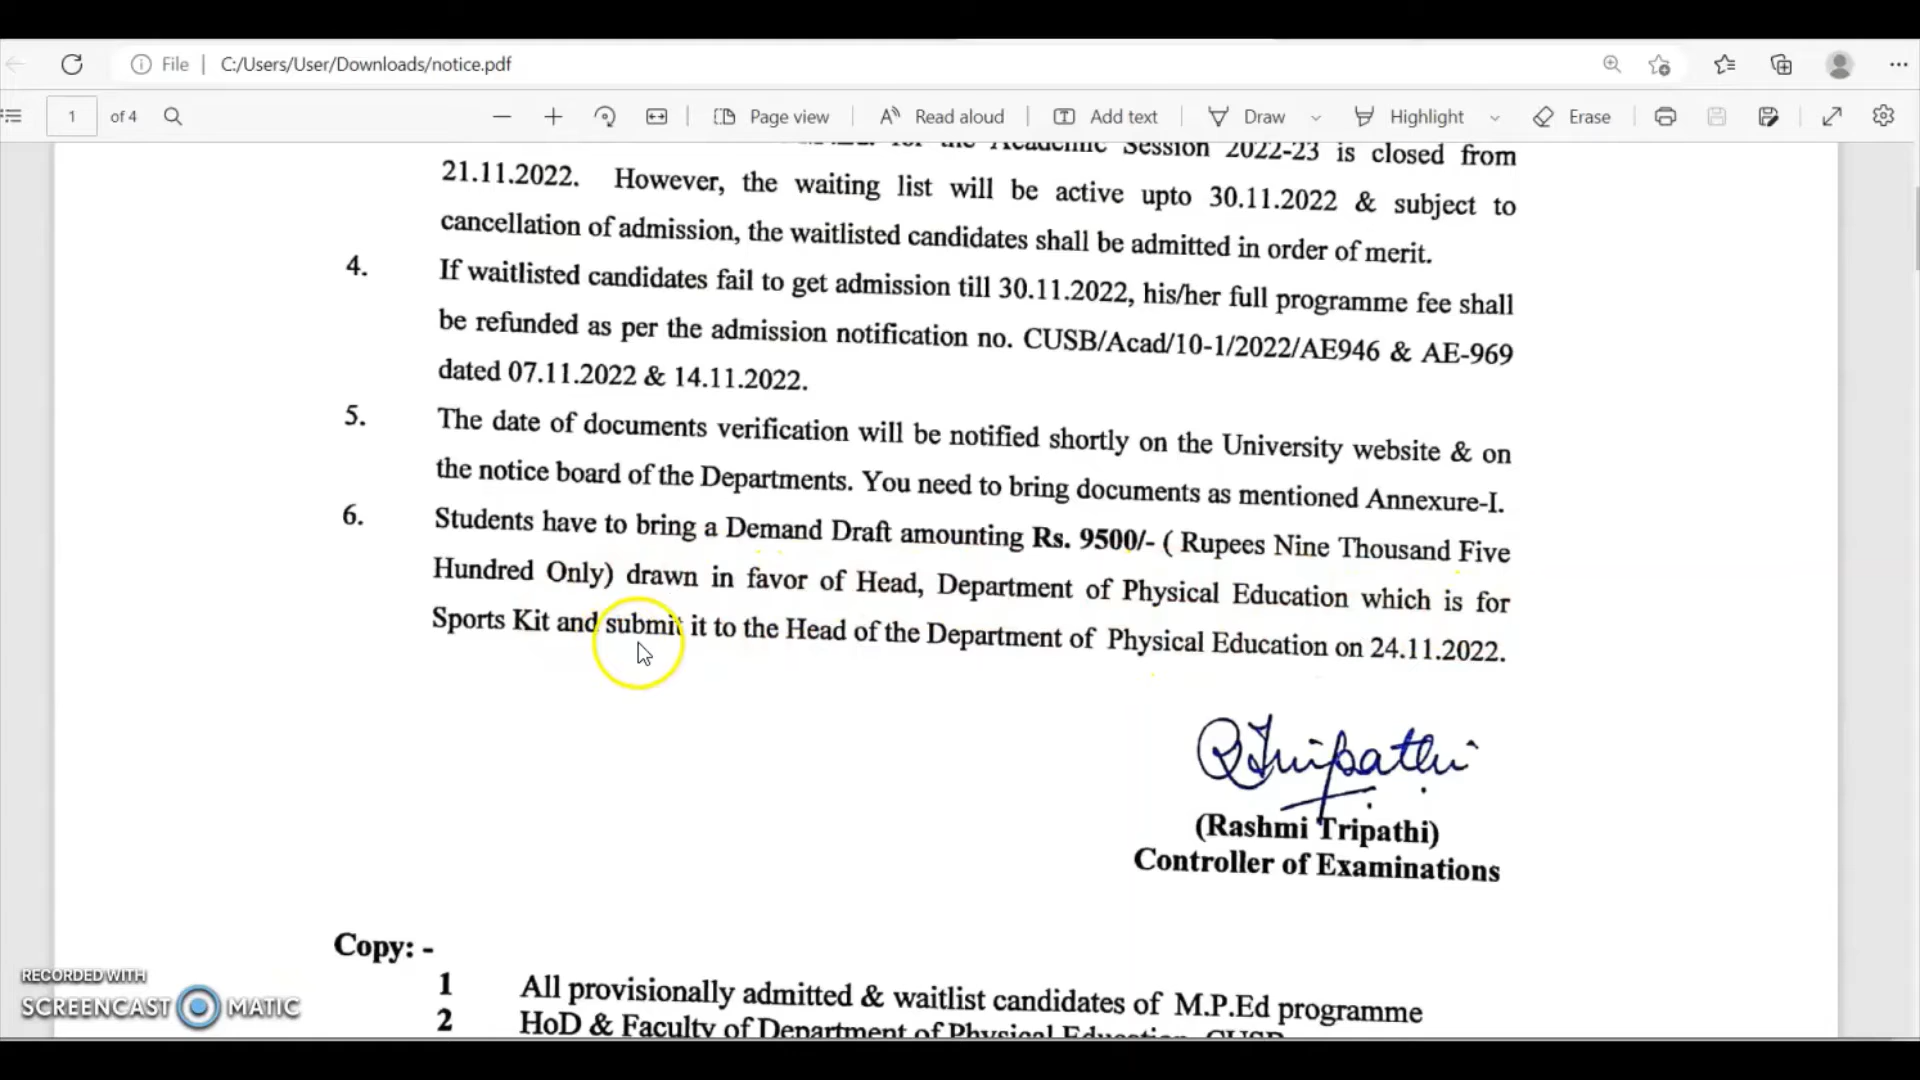 File | C:/Users/User/Downloads/notice.pdf
1 of 4 Page view Read aloud Add text Draw Highlight Erase
for the Academic Session 2022-23 is closed from
21.11.2022. However, the waiting list will be active upto 30.11.2022 & subject to
cancellation of admission, the waitlisted candidates shall be admitted in order of merit.
4. If waitlisted candidates fail to get admission till 30.11.2022, his/her full programme fee shall
be refunded as per the admission notification no. CUSB/Acad/10-1/2022/AE946 & AE-969
dated 07.11.2022 & 14.11.2022.
5. The date of documents verification will be notified shortly on the University website & on
the notice board of the Departments. You need to bring documents as mentioned Annexure-I.
6. Students have to bring a Demand Draft amounting Rs. 9500/- ( Rupees Nine Thousand Five
Hundred Only) drawn in favor of Head, Department of Physical Education which is for
Sports Kit and submit it to the Head of the Department of Physical Education on 24.11.2022.
RTripathi
(Rashmi Tripathi)
Controller of Examinations
Copy: -
1 All provisionally admitted & waitlist candidates of M.P.Ed programme
2 HoD & Faculty of Department of Physical Education, CUSB
RECORDED WITH
SCREENCAST MATIC